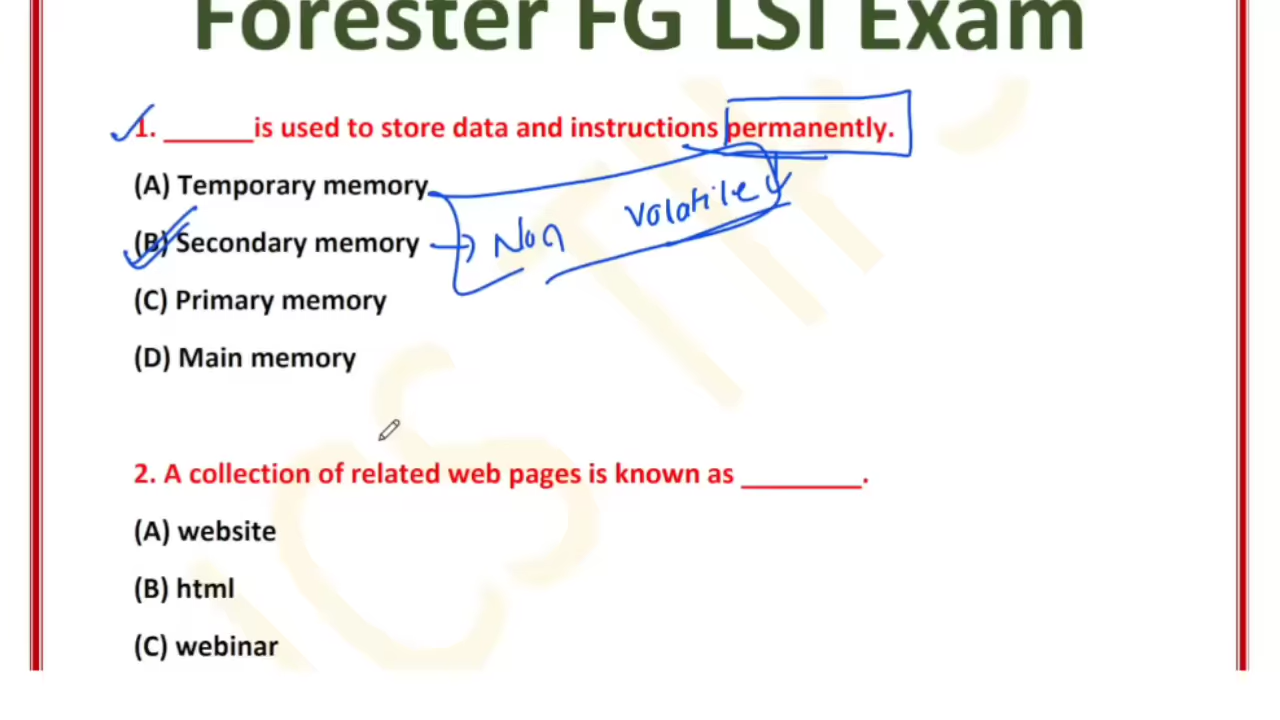 Forester FG LSI Exam
1. ______is used to store data and instructions permanently.
(A) Temporary memory
(B) Secondary memory
Non volatile
(C) Primary memory
(D) Main memory
2. A collection of related web pages is known as ________.
(A) website
(B) html
(C) webinar